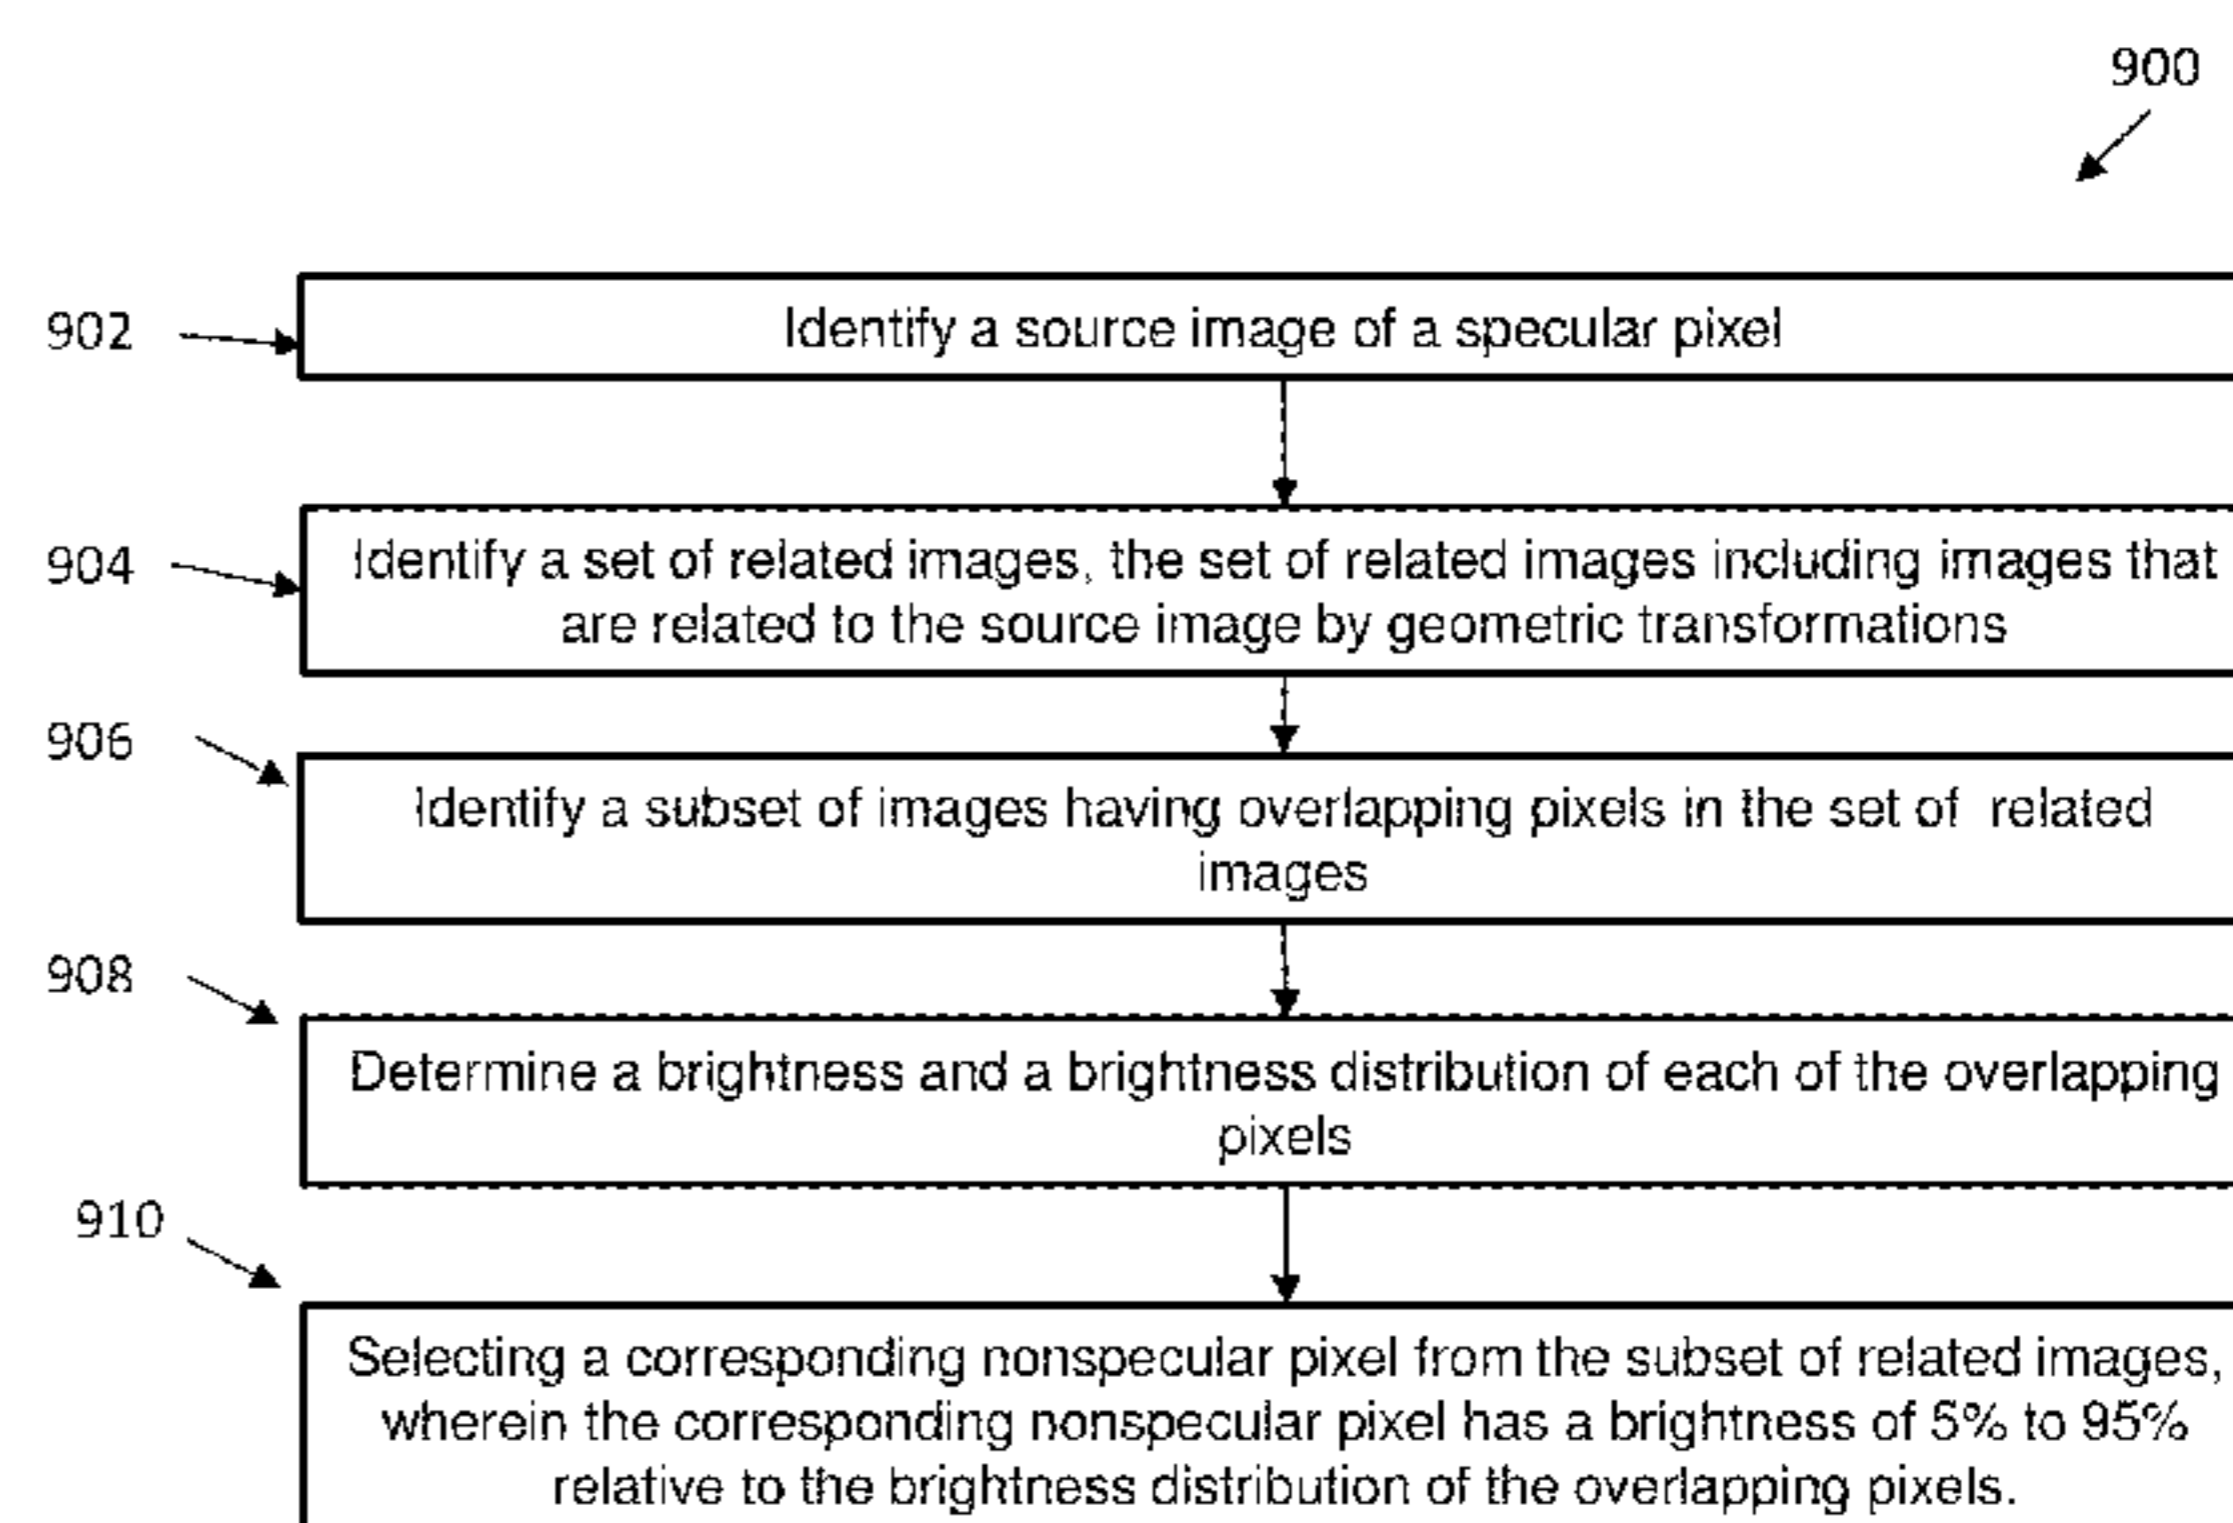 900
902
Identify a source image of a specular pixel
904
Identify a set of related images, the set of related images including images that
are related to the source image by geometric transformations
906
Identify a subset of images having overlapping pixels in the set of related
images
908
Determine a brightness and a brightness distribution of each of the overlapping
pixels
910
Selecting a corresponding nonspecular pixel from the subset of related images,
wherein the corresponding nonspecular pixel has a brightness of 5% to 95%
relative to the brightness distribution of the overlapping pixels.